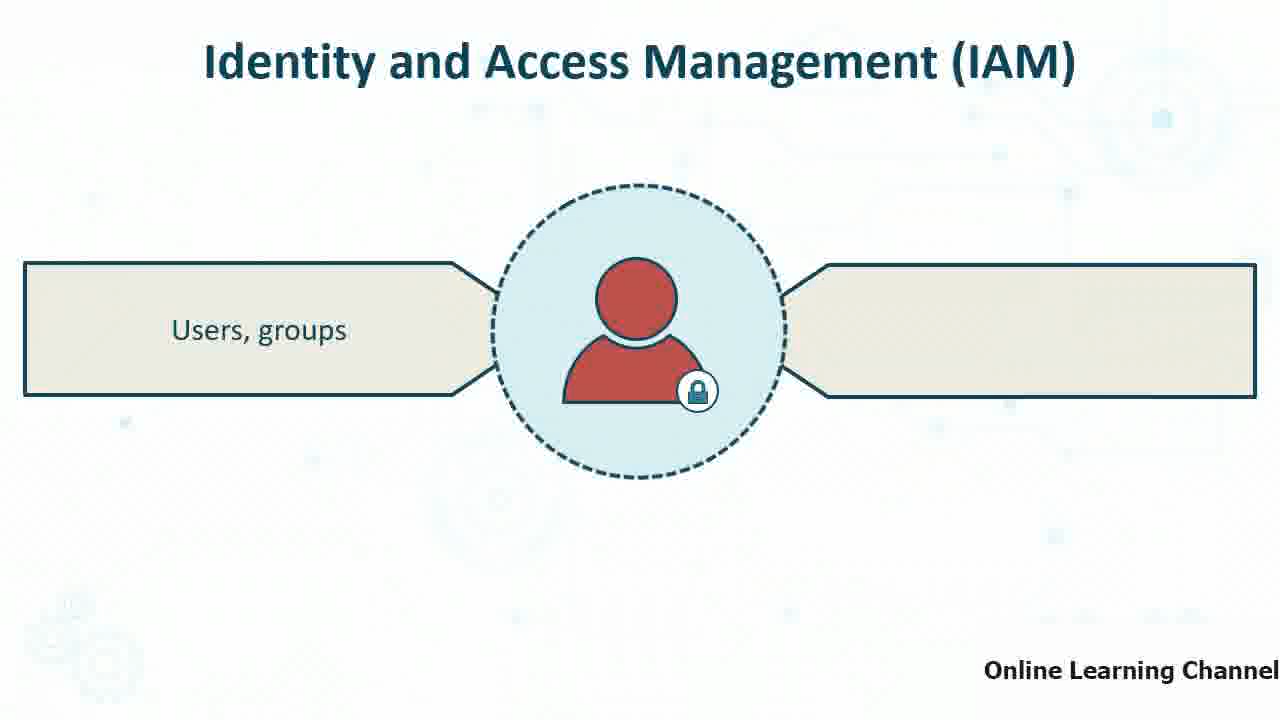 Identity and Access Management (IAM)
Users, groups
Online Learning Channel